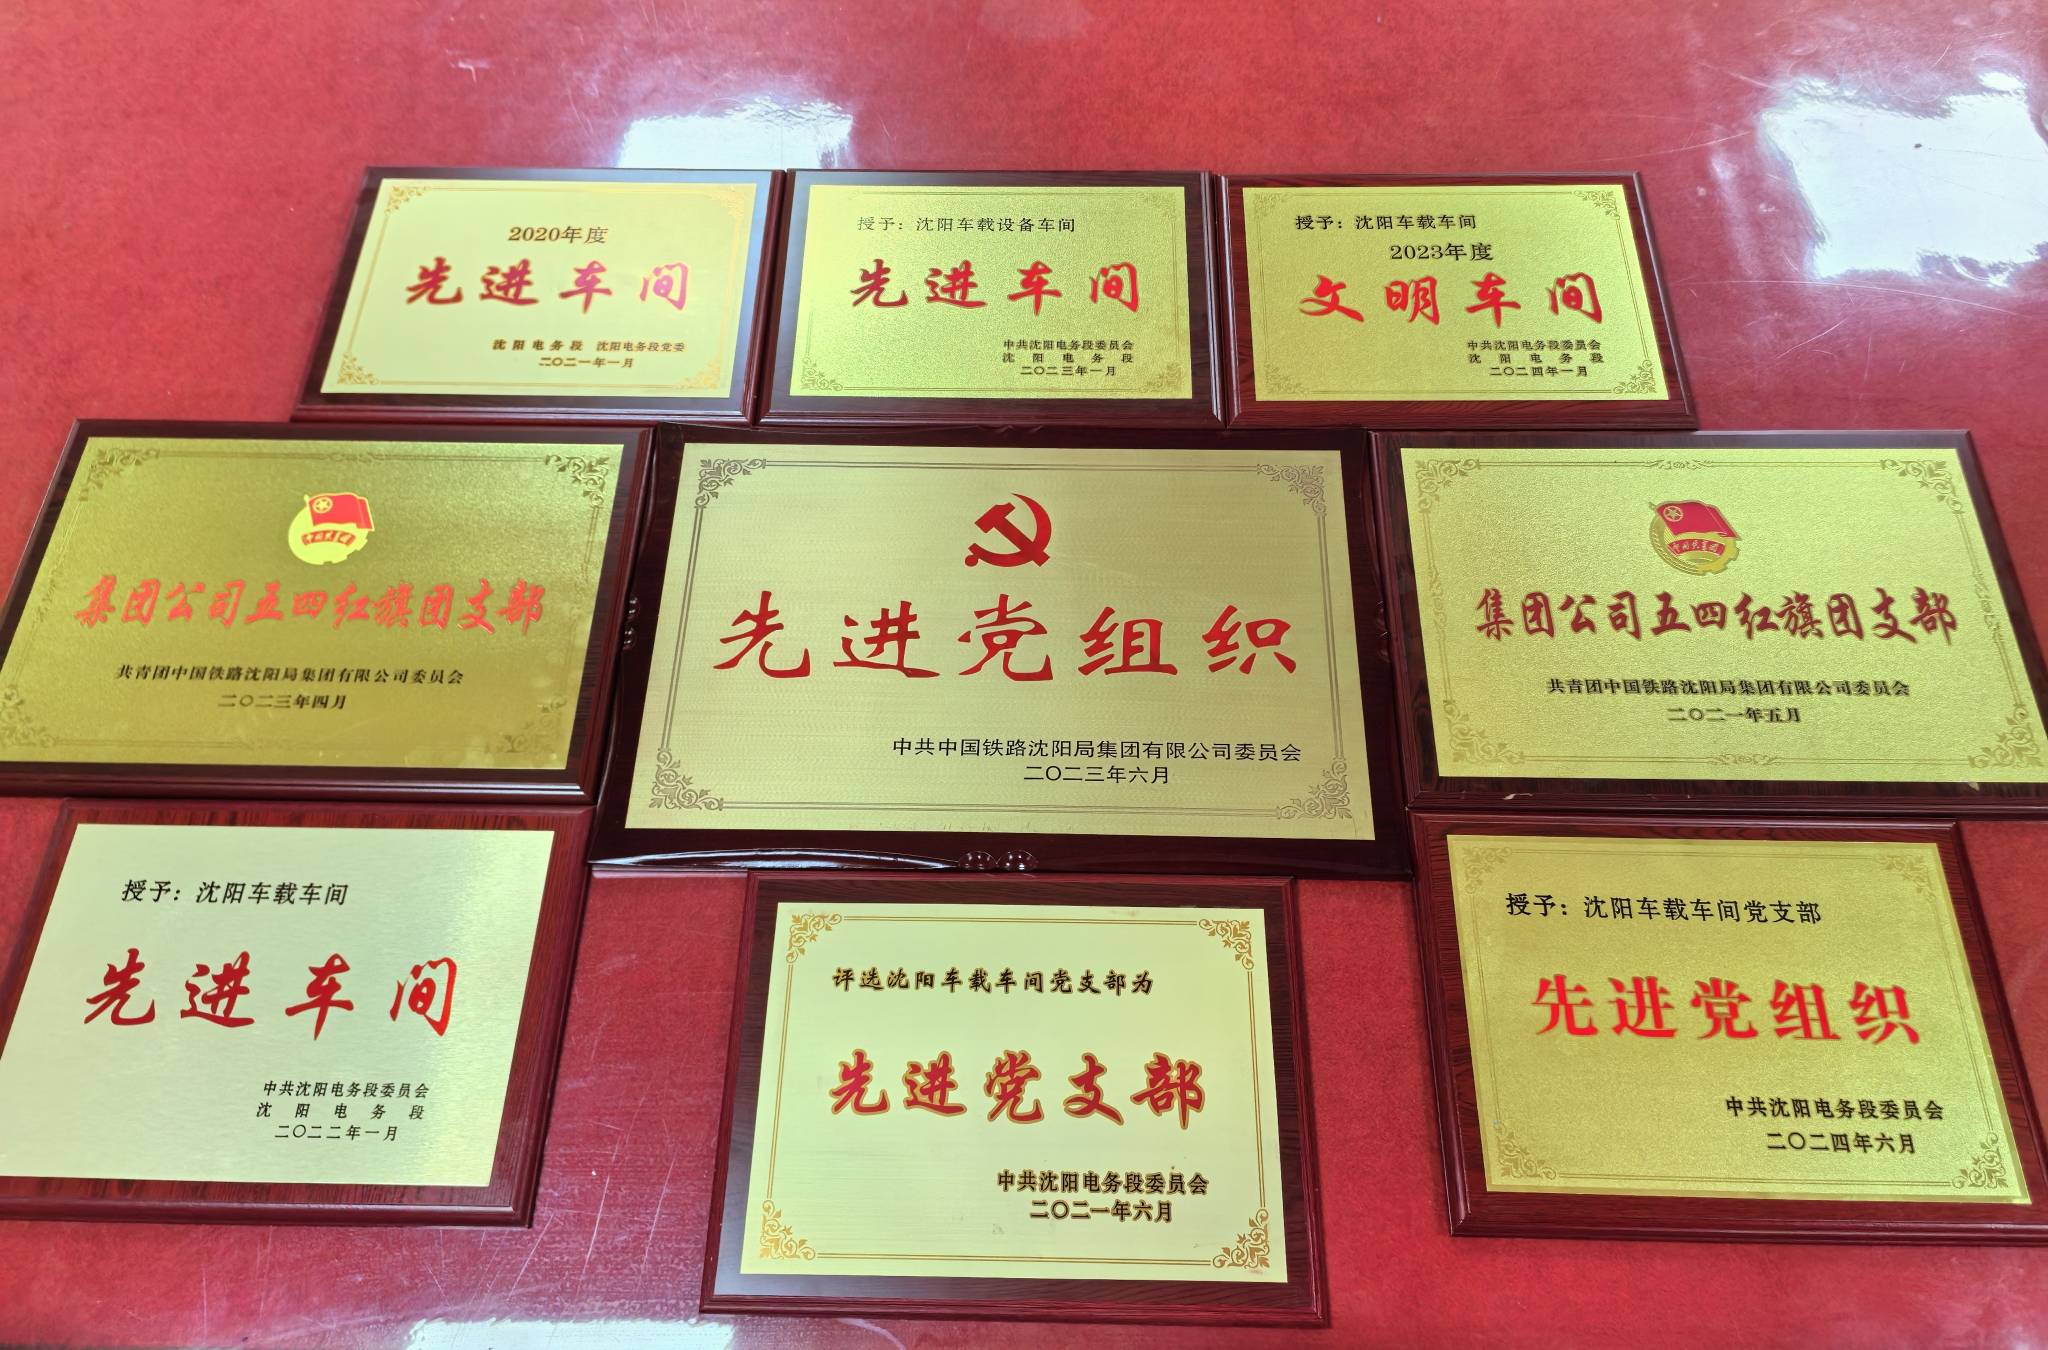 2020年度
先进车间
沈阳电务段 沈阳电务段党委
二〇二一年一月
授予：沈阳车载设备车间
先进车间
中共沈阳电务段委员会
沈阳电务段
二〇二三年一月
授予：沈阳车载车间
2023年度
文明车间
中共沈阳电务段委员会
沈阳电务段
二〇二四年一月
中国共青团
集团公司五四红旗团支部
共青团中国铁路沈阳局集团有限公司委员会
二〇二三年四月
先进党组织
中共中国铁路沈阳局集团有限公司委员会
二〇二三年六月
中国共青团
集团公司五四红旗团支部
共青团中国铁路沈阳局集团有限公司委员会
二〇二一年五月
授予：沈阳车载车间
先进车间
中共沈阳电务段委员会
沈阳电务段
二〇二二年一月
评选沈阳车载车间党支部为
先进党支部
中共沈阳电务段委员会
二〇二一年六月
授予：沈阳车载车间党支部
先进党组织
中共沈阳电务段委员会
二〇二四年六月